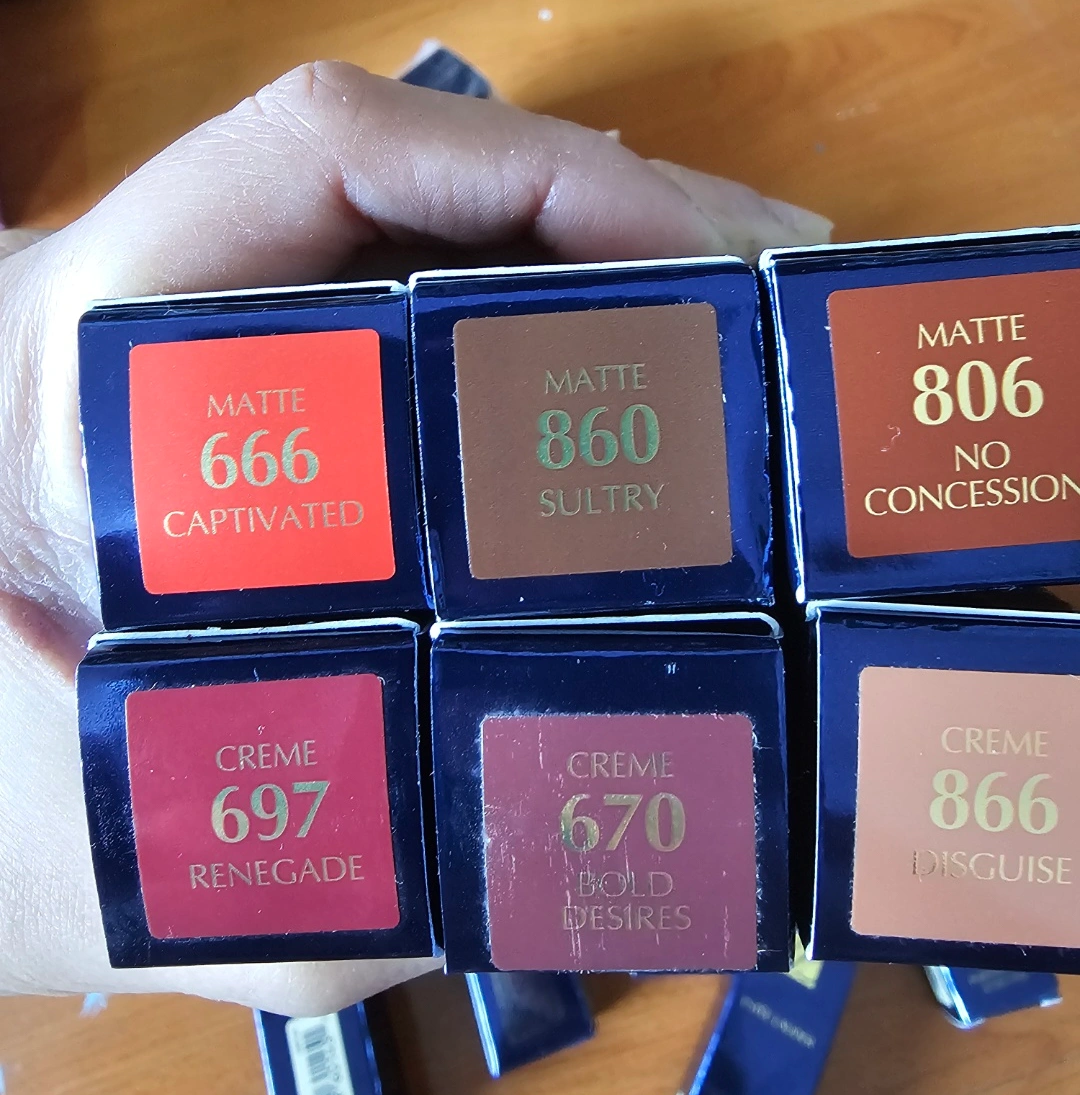 MATTE
666
CAPTIVATED
MATTE
860
SULTRY
MATTE
806
NO
CONCESSION
CREME
697
RENEGADE
CREME
670
BOLD
DESIRES
CREME
866
DISGUISE